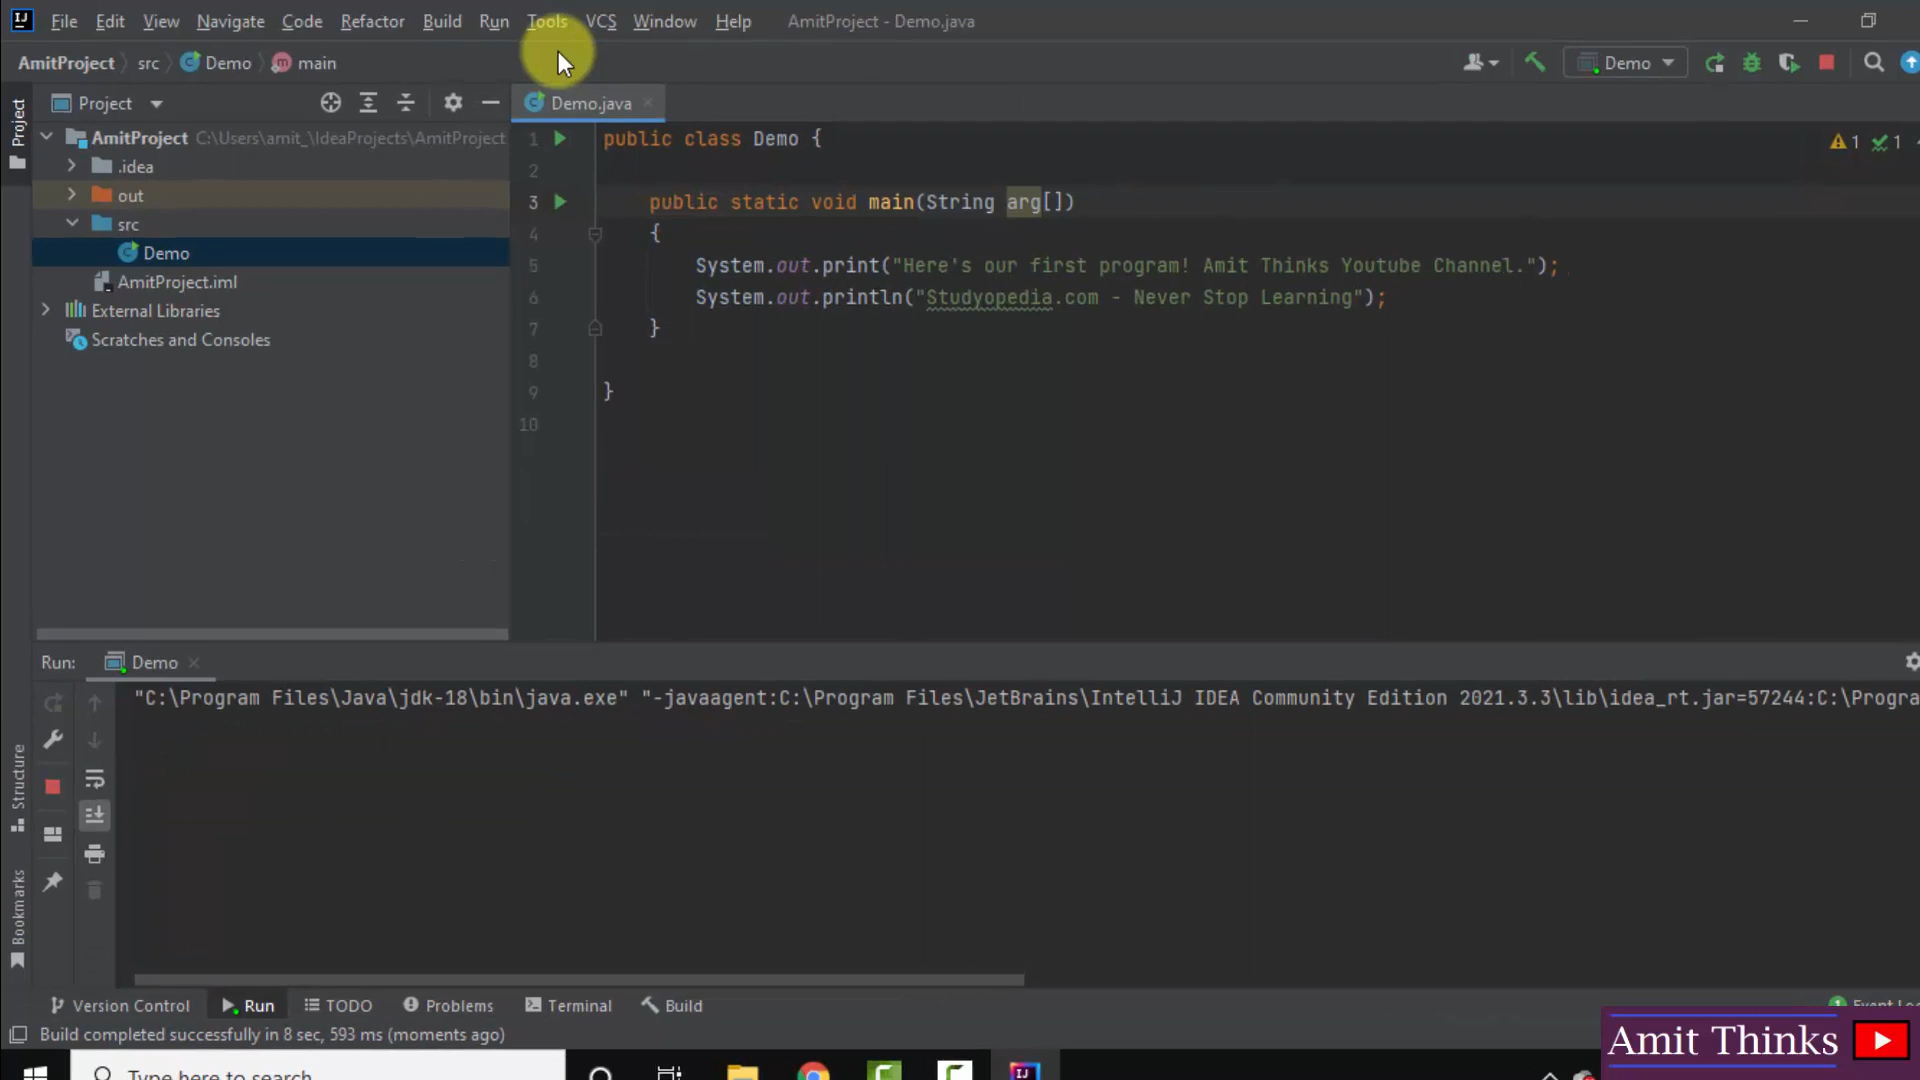 File Edit View Navigate Code Refactor Build Run Tools VCS Window Help AmitProject - Demo.java
AmitProject src Demo main
Demo
Project
Demo.java
Project
AmitProject C:\Users\amit_\IdeaProjects\AmitProject
.idea
out
src
Demo
AmitProject.iml
External Libraries
Scratches and Consoles
1 public class Demo {
2
3 public static void main(String arg[])
4 {
5 System.out.print("Here's our first program! Amit Thinks Youtube Channel.");
6 System.out.println("Studyopedia.com - Never Stop Learning");
7 }
8
9 }
10
1 1
Run: Demo
"C:\Program Files\Java\jdk-18\bin\java.exe" "-javaagent:C:\Program Files\JetBrains\IntelliJ IDEA Community Edition 2021.3.3\lib\idea_rt.jar=57244:C:\Progra
Structure
Bookmarks
Version Control Run TODO Problems Terminal Build
Build completed successfully in 8 sec, 593 ms (moments ago)
Amit Thinks
Type here to search